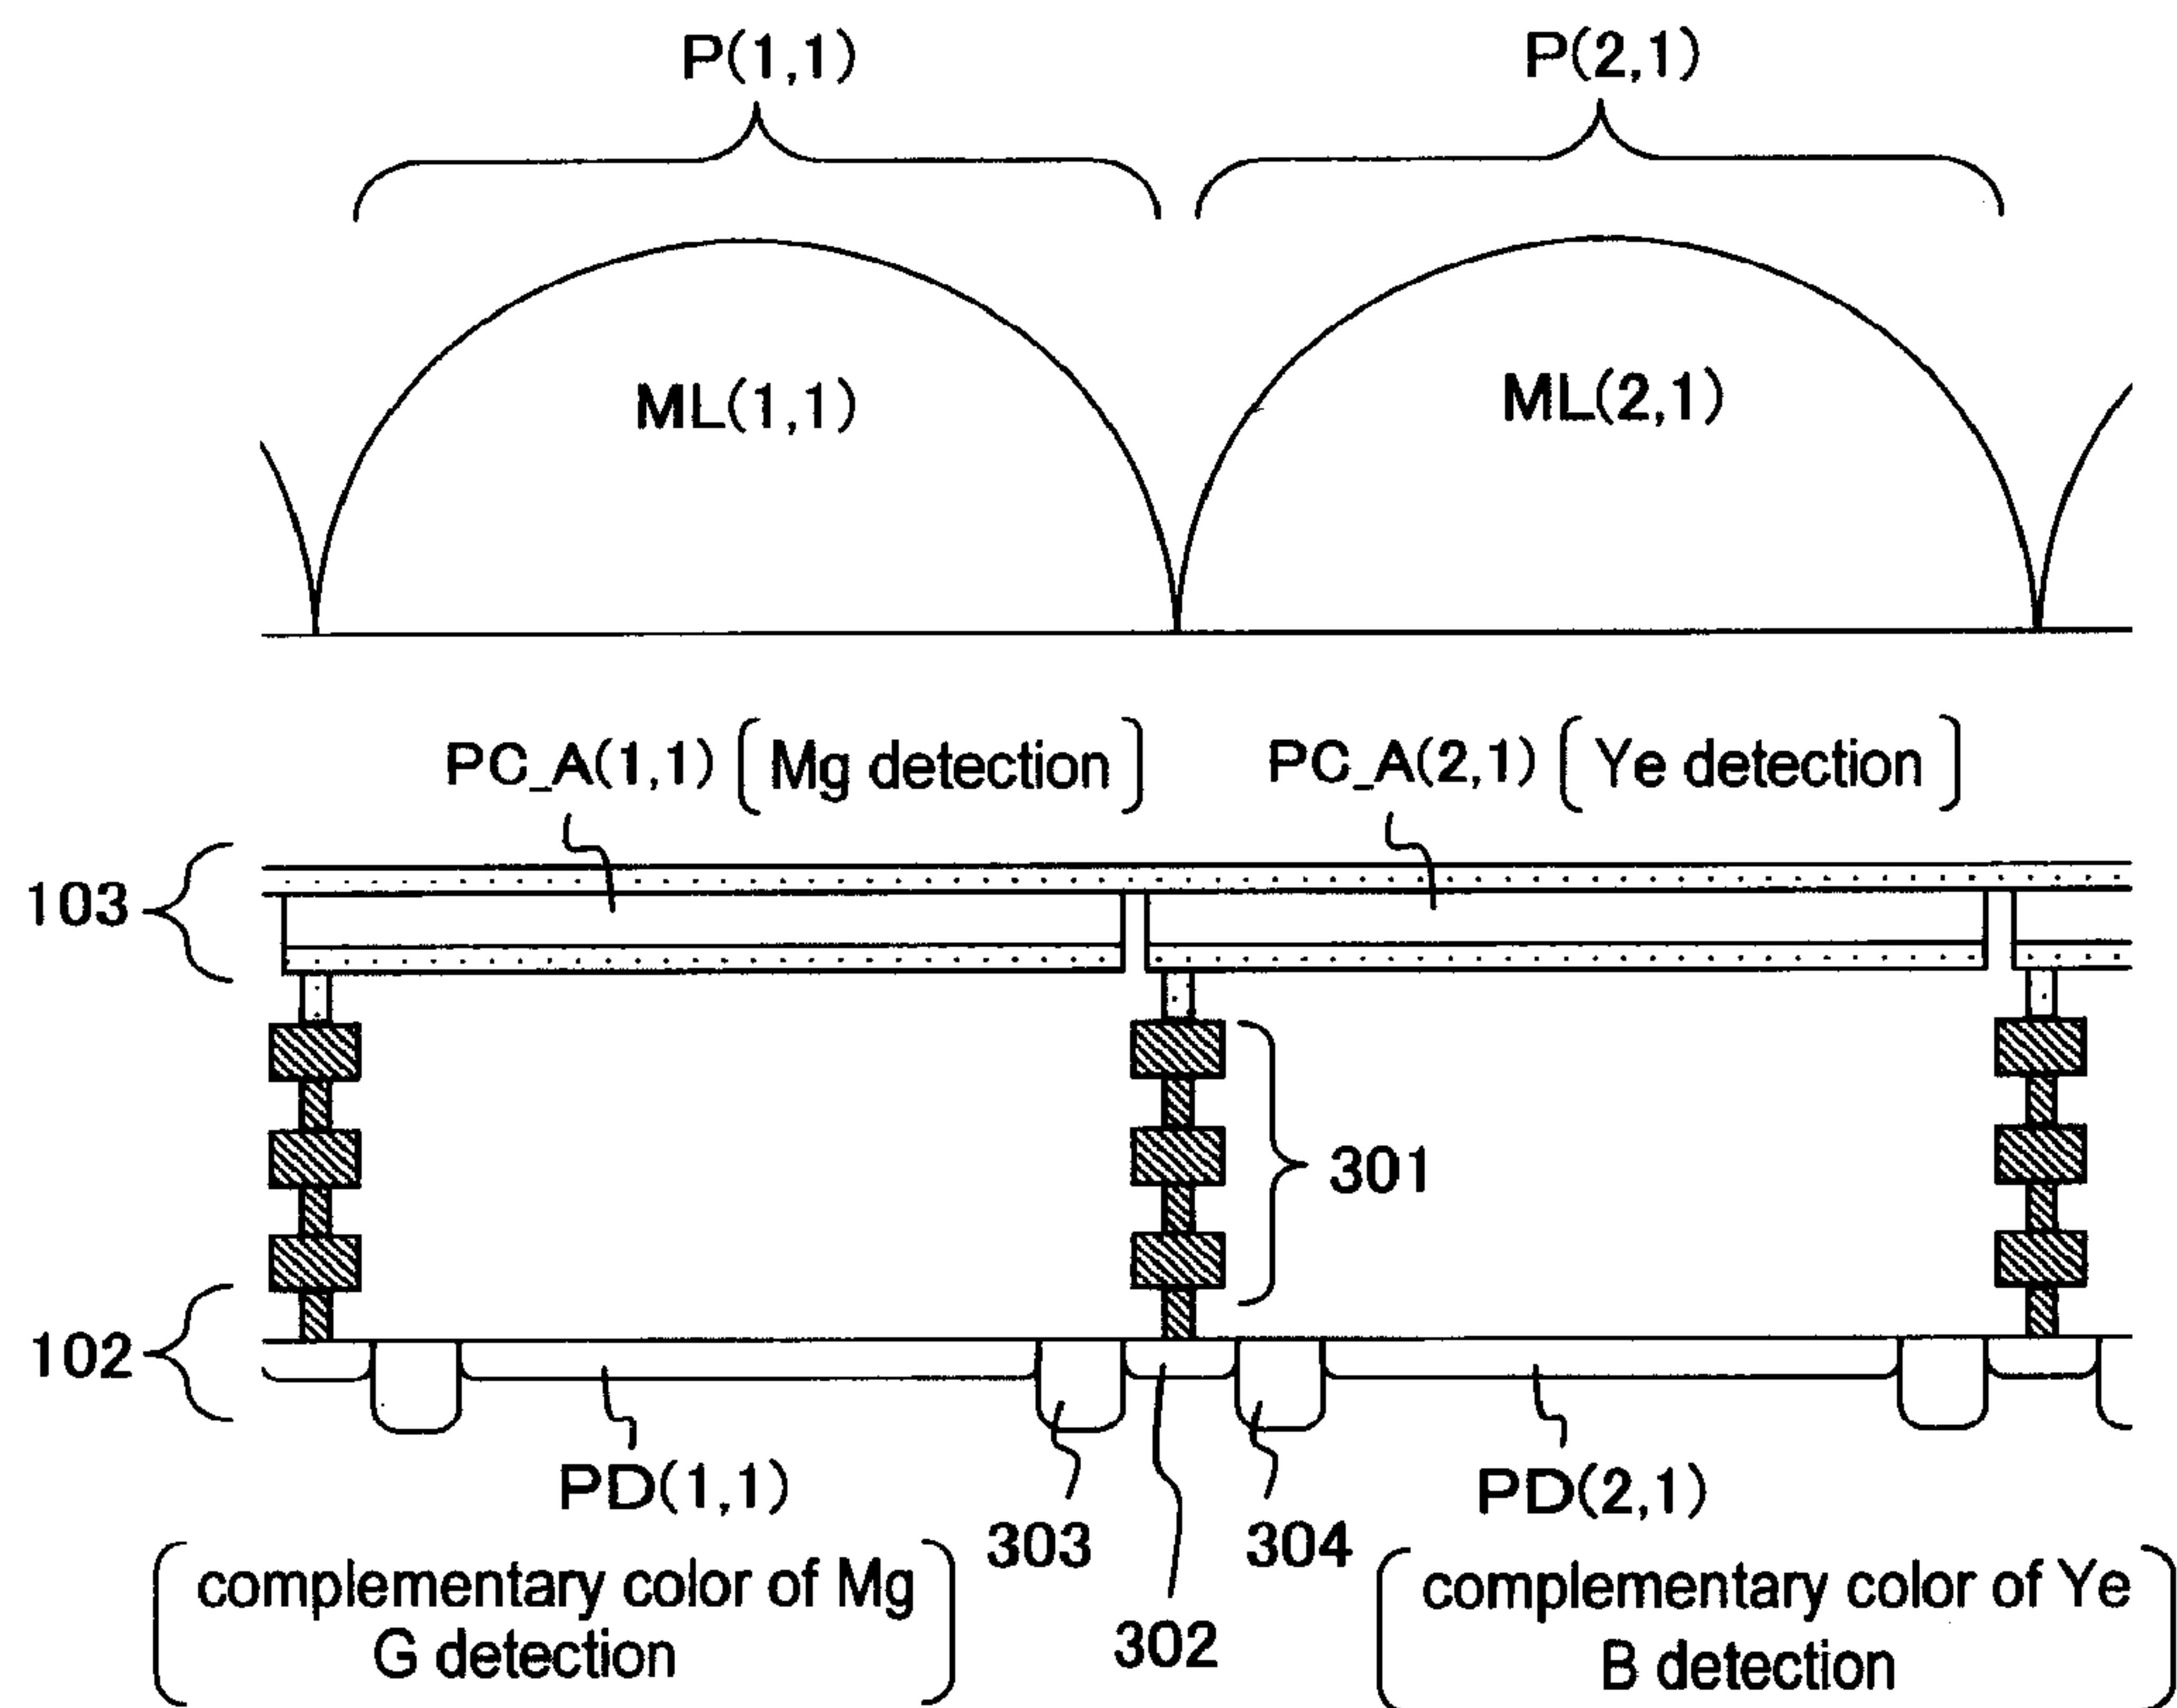 P(1,1)
P(2,1)
ML(1,1)
ML(2,1)
PC_A(1,1) [Mg detection]
PC_A(2,1) [Ye detection]
103
301
102
PD(1,1)
303
302
304
PD(2,1)
complementary color of Mg
G detection
complementary color of Ye
B detection